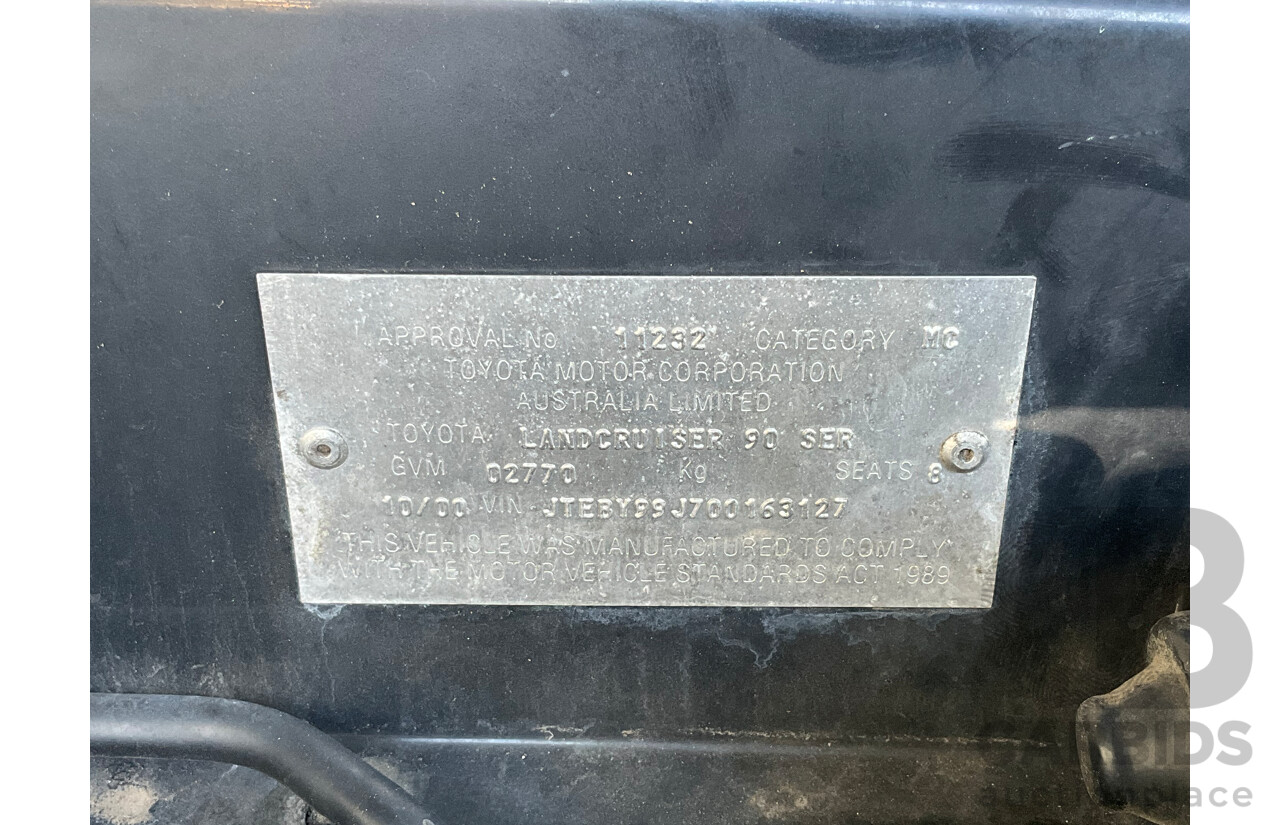 APPROVAL No 11232 CATEGORY MC
TOYOTA MOTOR CORPORATION
AUSTRALIA LIMITED
TOYOTA LANDCRUISER 90 SER
GVM 02770 Kg SEATS 8
10/00 VIN JTEBY99J700163127
THIS VEHICLE WAS MANUFACTURED TO COMPLY
WITH THE MOTOR VEHICLE STANDARDS ACT 1989